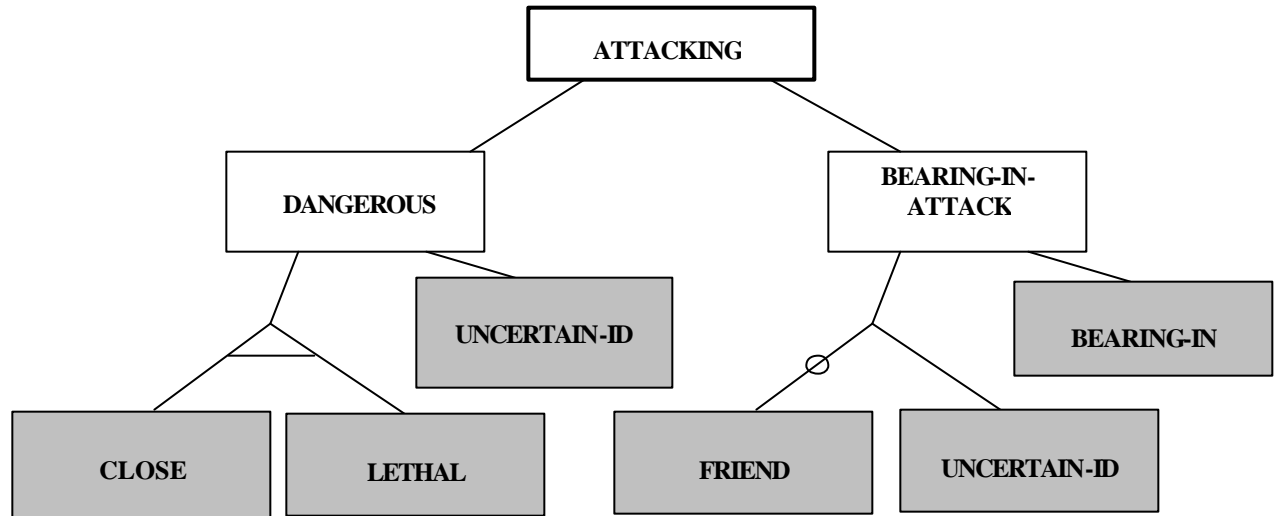 ATTACKING
DANGEROUS
BEARING-IN-
ATTACK
UNCERTAIN-ID
BEARING-IN
CLOSE
LETHAL
FRIEND
UNCERTAIN-ID